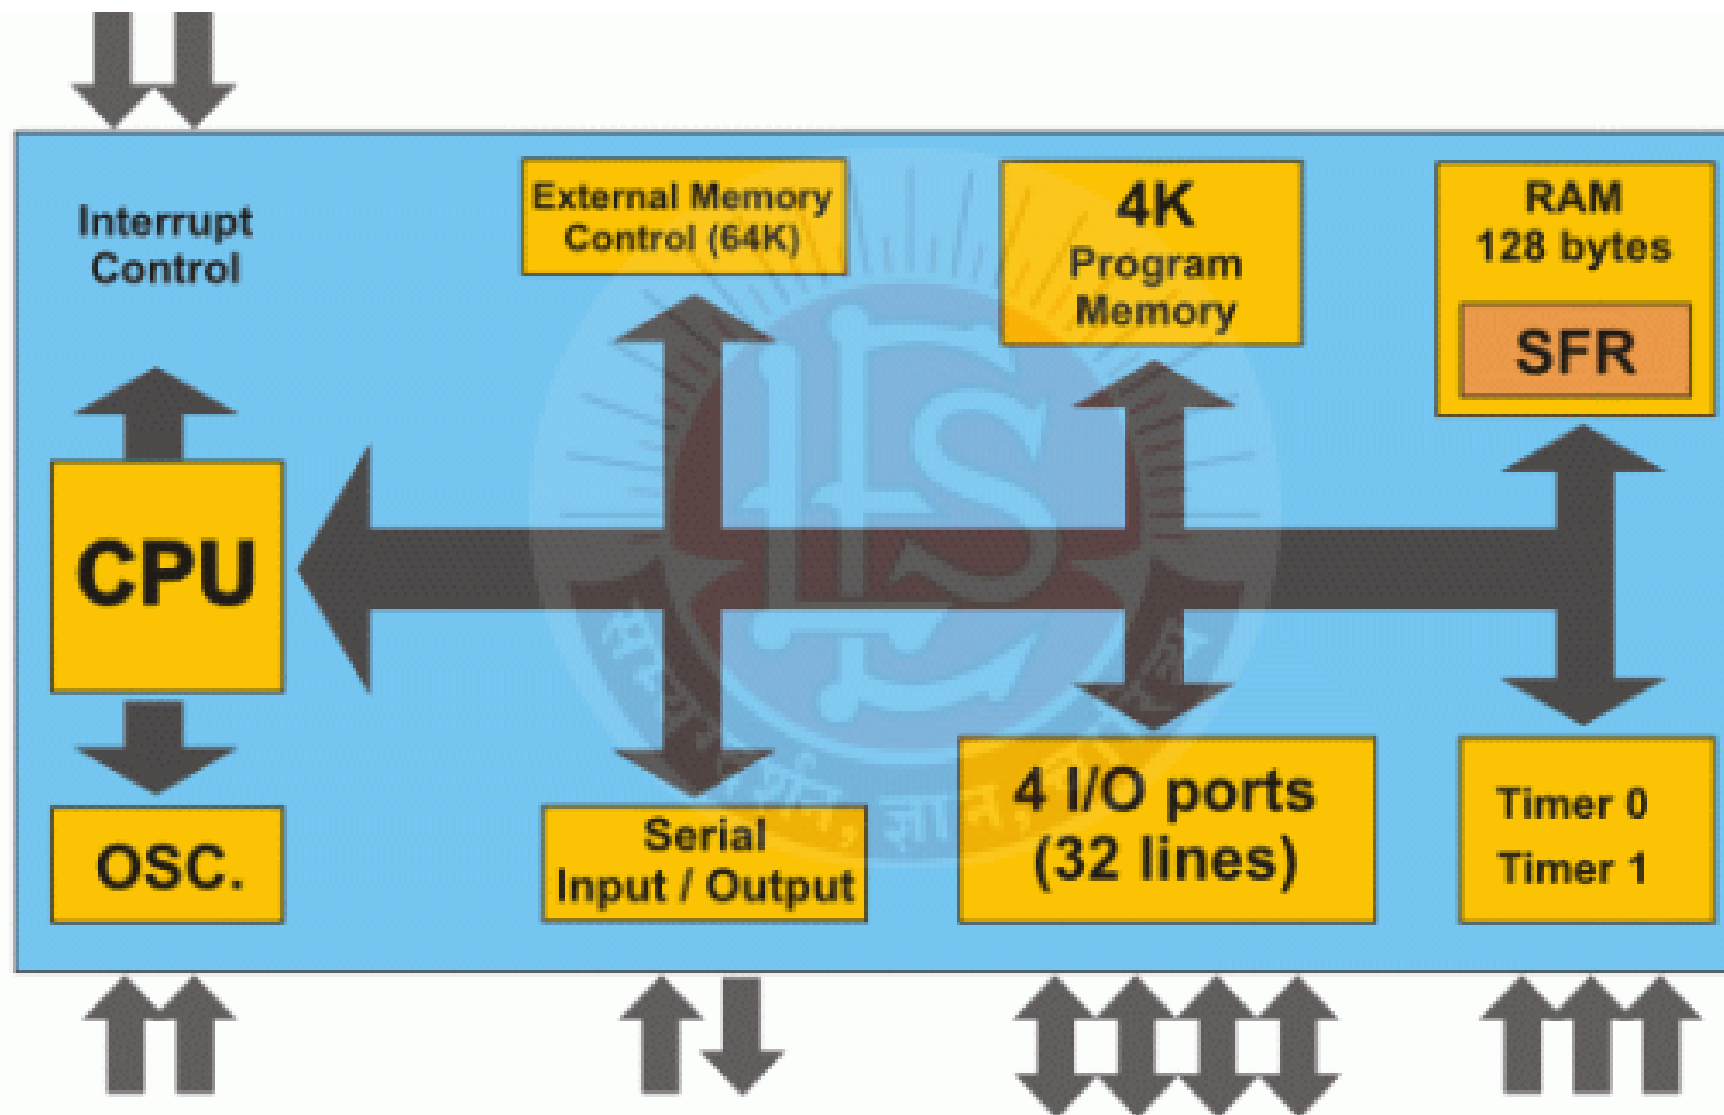 Interrupt
Control
External Memory
Control (64K)
4K
Program
Memory
RAM
128 bytes
SFR
CPU
OSC.
Serial
Input / Output
4 I/O ports
(32 lines)
Timer 0
Timer 1